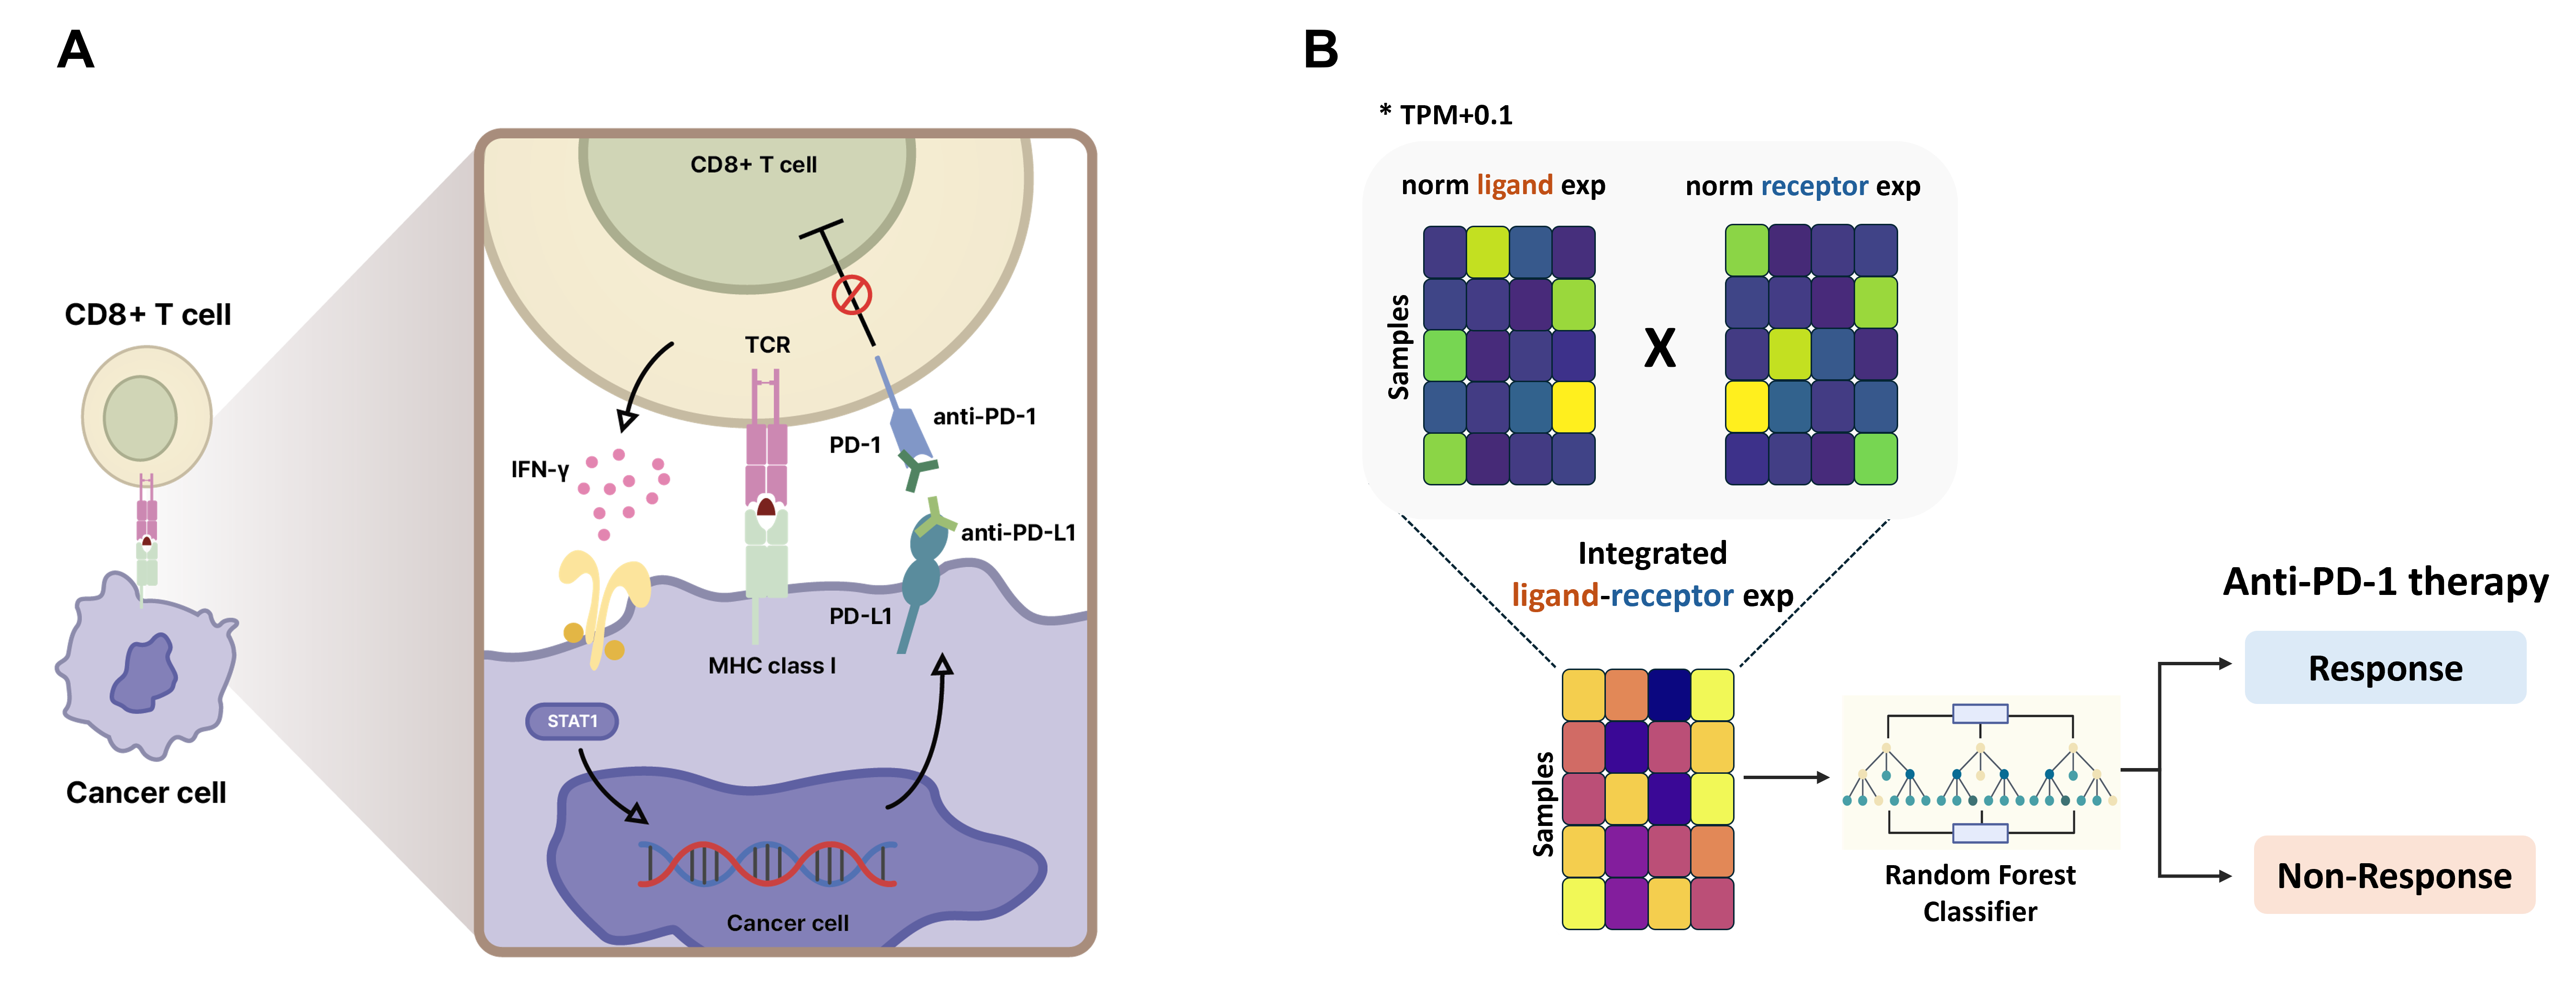 A
CD8+ T cell
Cancer cell
CD8+ T cell
TCR
anti-PD-1
PD-1
IFN-γ
anti-PD-L1
PD-L1
MHC class I
STAT1
Cancer cell
B
* TPM+0.1
norm ligand exp
norm receptor exp
Samples
X
Integrated
ligand-receptor exp
Samples
Random Forest
Classifier
Anti-PD-1 therapy
Response
Non-Response